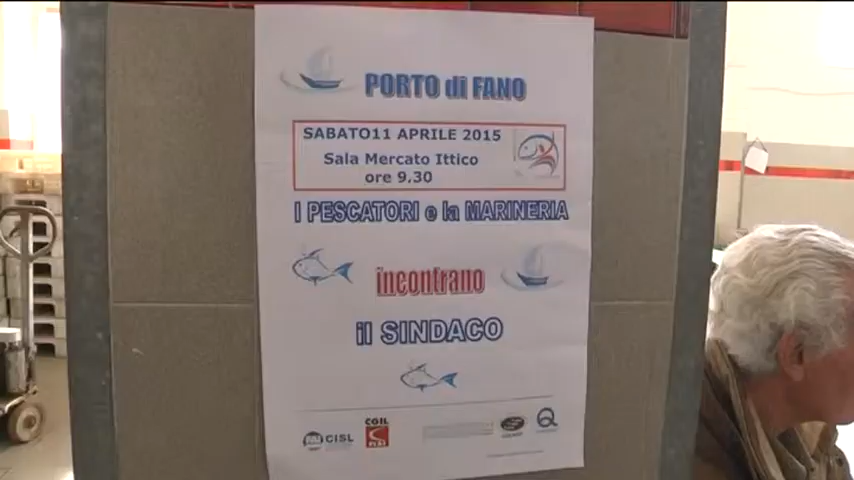 PORTO di FANO
SABATO11 APRILE 2015
Sala Mercato Ittico
ore 9,30
I PESCATORI e la MARINERIA
incontrano
il SINDACO
CISL
CGIL